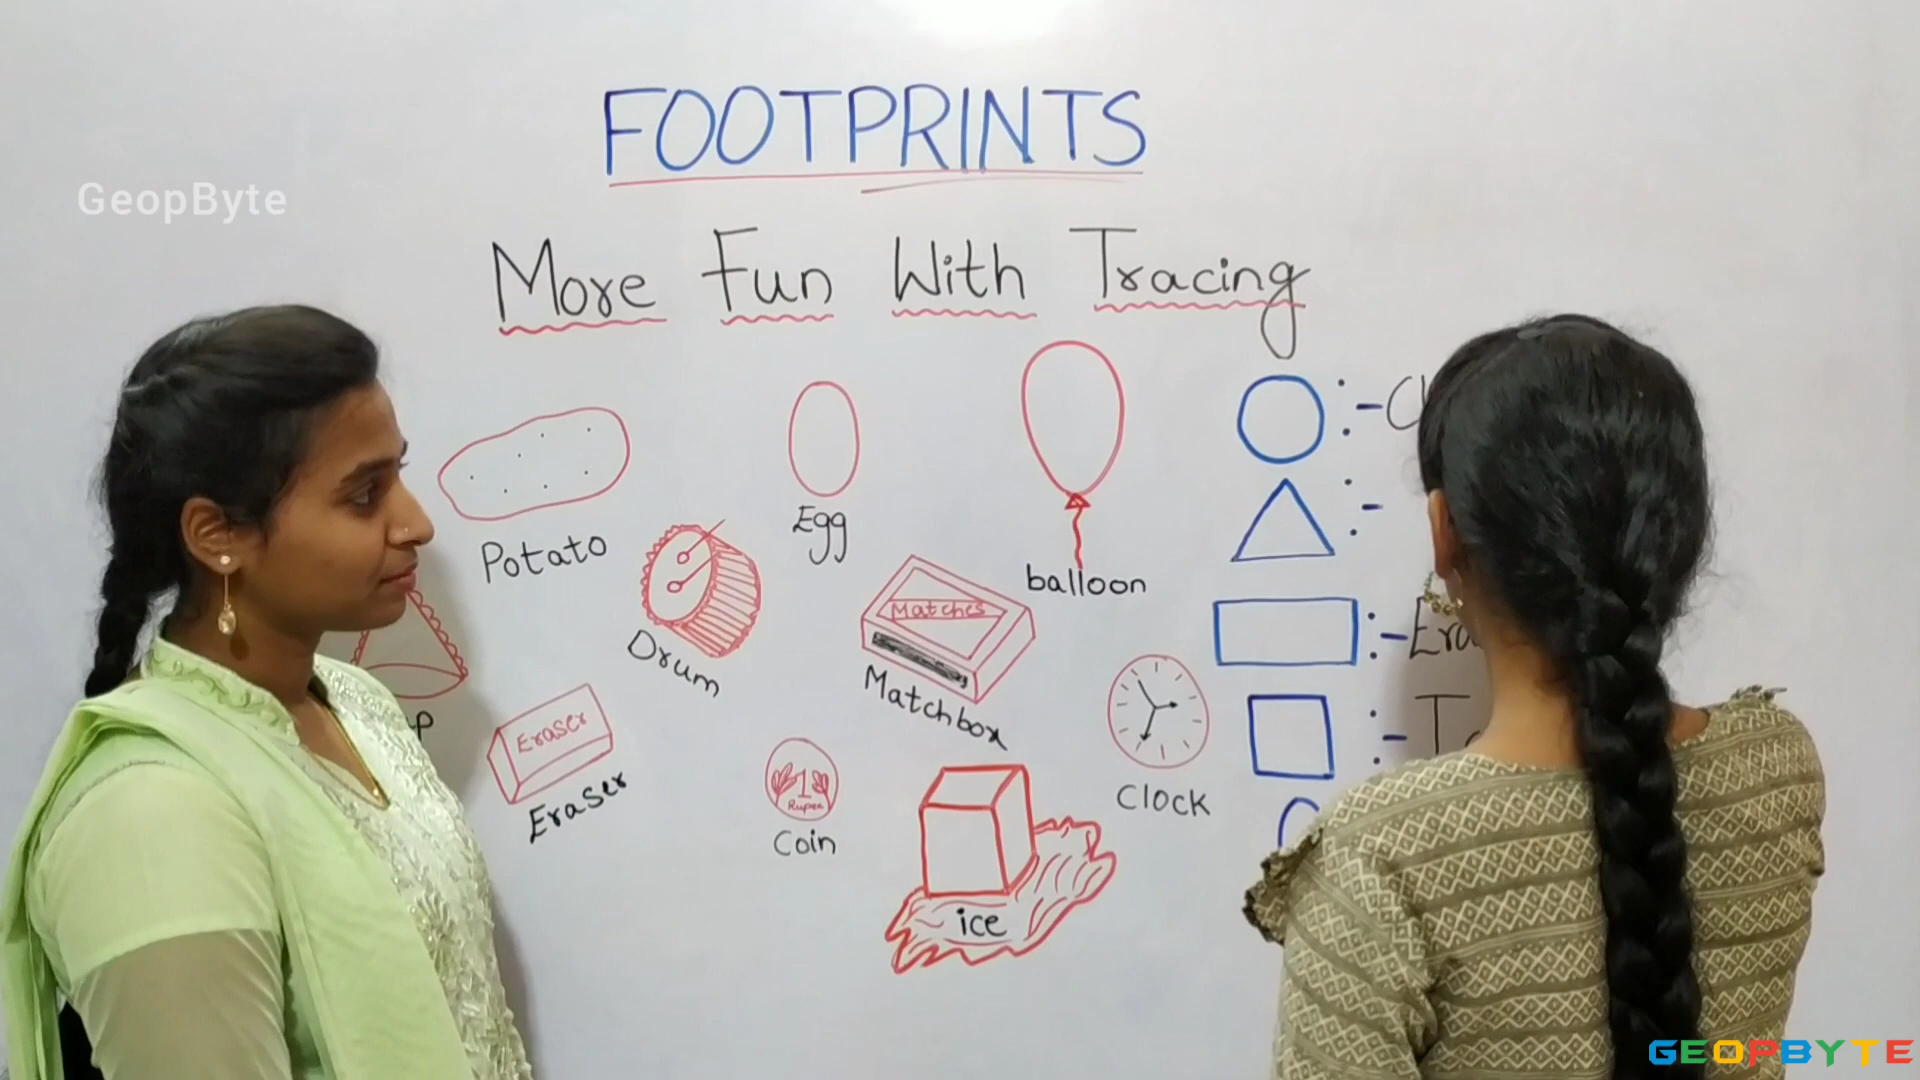 FOOTPRINTS
GeopByte
More Fun With Tracing
Potato
Egg
balloon
Drum
Matches
Matchbox
Eraser
Eraser
1
Rupee
Coin
Clock
ice
GEOPBYTE